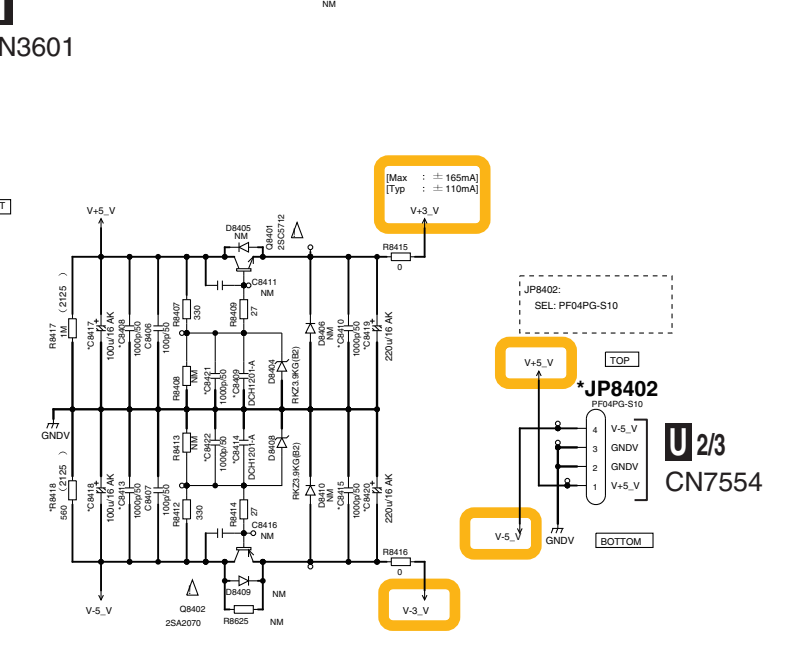 NM
N3601
T
[Max : ± 165mA]
[Typ : ± 110mA]
V+5_V
V+3_V
D8405
NM
Q8401
2SC5712
R8415
0
C8411
NM
R8417
1M
(2125)
*C8417
100u/16 AK
*C8408
1000p/50
C8406
100p/50
R8407
330
R8409
27
D8406
NM
*C8410
1000p/50
*C8419
220u/16 AK
R8408
NM
*C8421
1000p/50
*C8409
DCH1201-A
D8404
RKZ3.9KG(B2)
GNDV
*R8418
560
(2125)
*C8418
100u/16 AK
*C8413
1000p/50
C8407
100p/50
R8413
NM
*C8422
1000p/50
*C8414
DCH1201-A
D8408
RKZ3.9KG(B2)
R8412
330
R8414
27
D8410
NM
*C8415
1000p/50
*C8420
220u/16 AK
C8416
NM
R8416
0
V-5_V
Q8402
2SA2070
D8409
NM
R8625
NM
V-3_V
JP8402:
SEL: PF04PG-S10
V+5_V
TOP
*JP8402
PF04PG-S10
4 V-5_V
3 GNDV
2 GNDV
1 V+5_V
U 2/3
CN7554
V-5_V
GNDV
BOTTOM